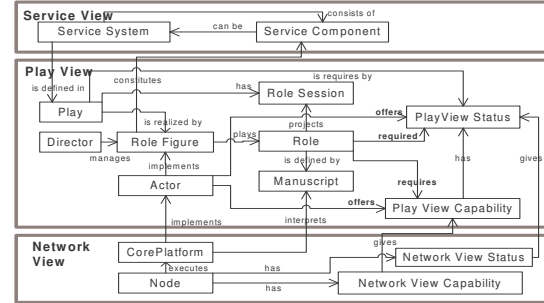 Service View
consists of
Service System
can be
Service Component
Play View
constitutes
is requires by
is defined in
has
Role Session
Play
offers
PlayView Status
is realized by
projects
Director
Role Figure
plays
Role
required
manages
is defined by
has
gives
implements
Actor
Manuscript
requires
offers
Play View Capability
implements
interprets
Network
View
CorePlatform
gives
Network View Status
executes
has
Node
has
Network View Capability